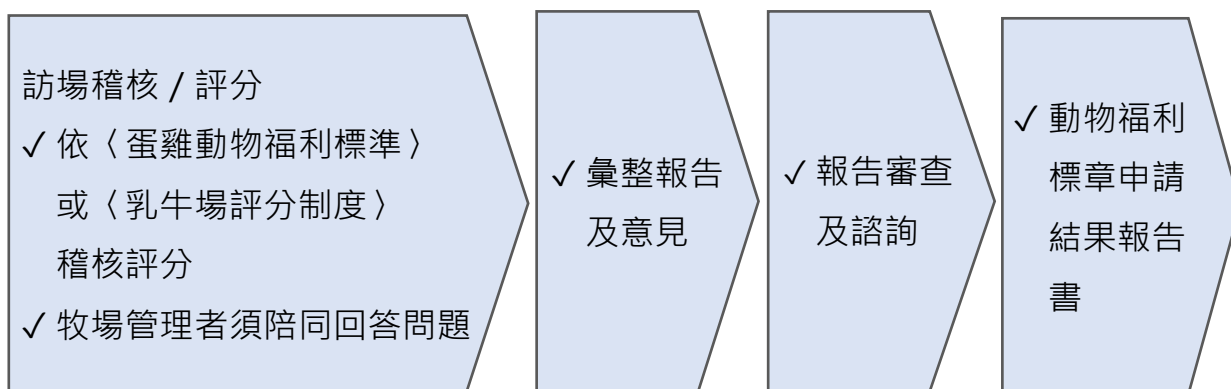 訪場稽核 / 評分
✓ 依〈蛋雞動物福利標準〉
或〈乳牛場評分制度〉
稽核評分
✓ 牧場管理者須陪同回答問題
✓ 彙整報告
及意見
✓ 報告審查
及諮詢
✓ 動物福利
標章申請
結果報告
書